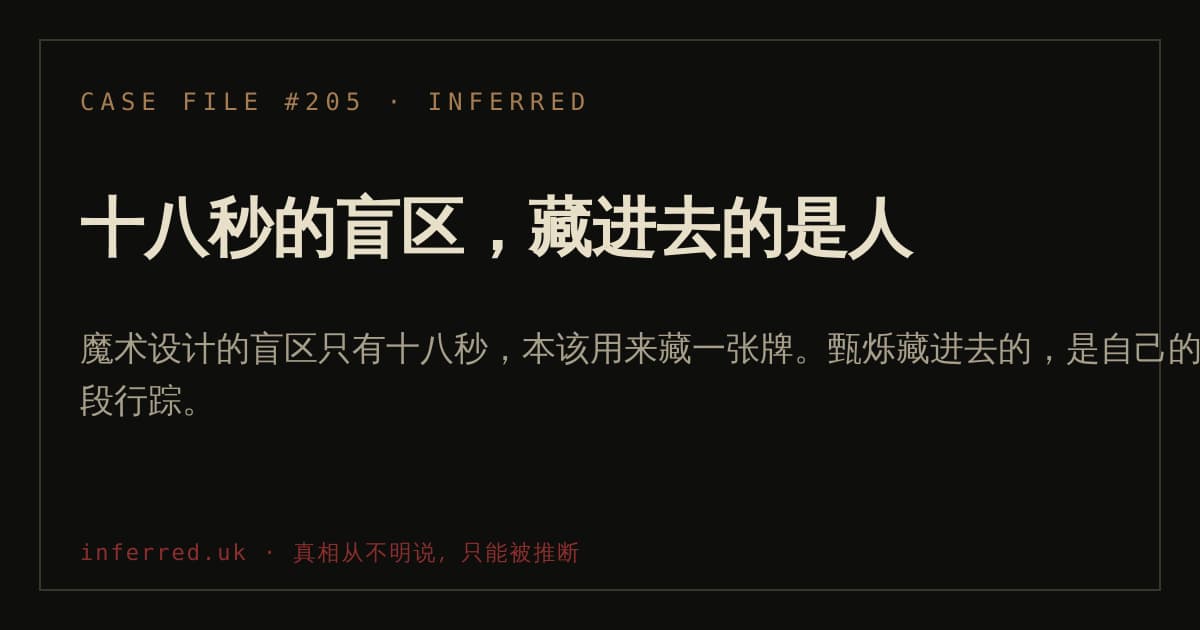 CASE FILE #205 · INFERRED
十八秒的盲区，藏进去的是人
魔术设计的盲区只有十八秒，本该用来藏一张牌。甄烁藏进去的，是自己的
段行踪。
inferred.uk · 真相从不明说，只能被推断